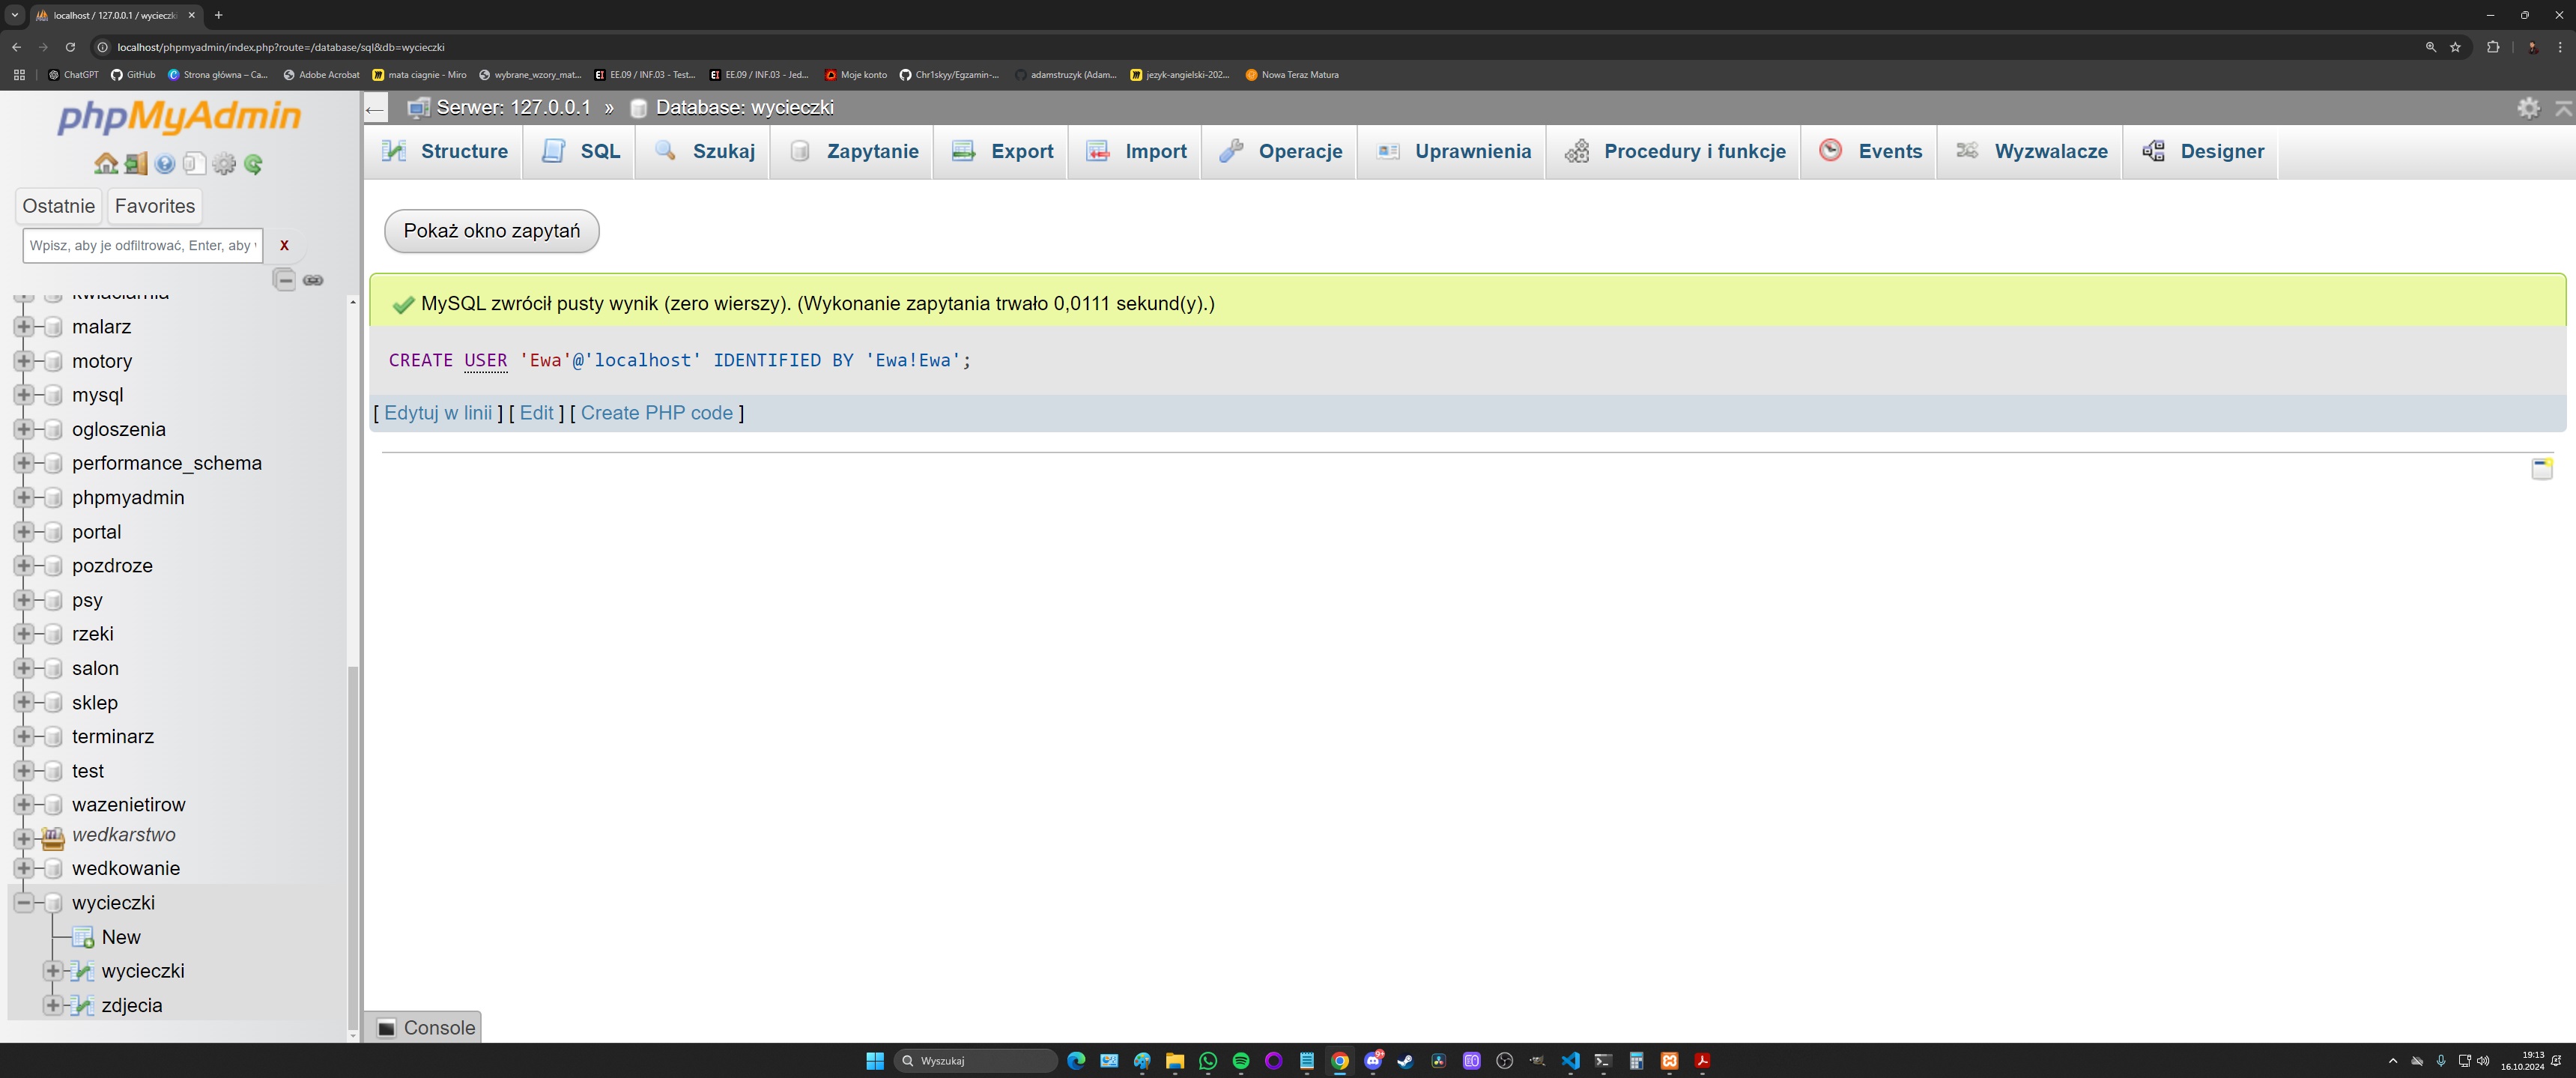 localhost / 127.0.0.1 / wycieczki
localhost/phpmyadmin/index.php?route=/database/sql&db=wycieczki
ChatGPT
GitHub
Strona główna – Ca...
Adobe Acrobat
mata ciagnie - Miro
wybrane_wzory_mat...
EE.09 / INF.03 - Test...
EE.09 / INF.03 - Jed...
Moje konto
Chr1skyy/Egzamin-...
adamstruzyk (Adam...
jezyk-angielski-202...
Nowa Teraz Matura
phpMyAdmin
Ostatnie
Favorites
Wpisz, aby je odfiltrować, Enter, aby
X
malarz
motory
mysql
ogloszenia
performance_schema
phpmyadmin
portal
pozdroze
psy
rzeki
salon
sklep
terminarz
test
wazenietirow
wedkarstwo
wedkowanie
wycieczki
New
wycieczki
zdjecia
Serwer: 127.0.0.1 » Database: wycieczki
Structure
SQL
Szukaj
Zapytanie
Export
Import
Operacje
Uprawnienia
Procedury i funkcje
Events
Wyzwalacze
Designer
Pokaż okno zapytań
MySQL zwrócił pusty wynik (zero wierszy). (Wykonanie zapytania trwało 0,0111 sekund(y).)
CREATE USER 'Ewa'@'localhost' IDENTIFIED BY 'Ewa!Ewa';
[ Edytuj w linii ] [ Edit ] [ Create PHP code ]
Console
Wyszukaj
19:13
16.10.2024